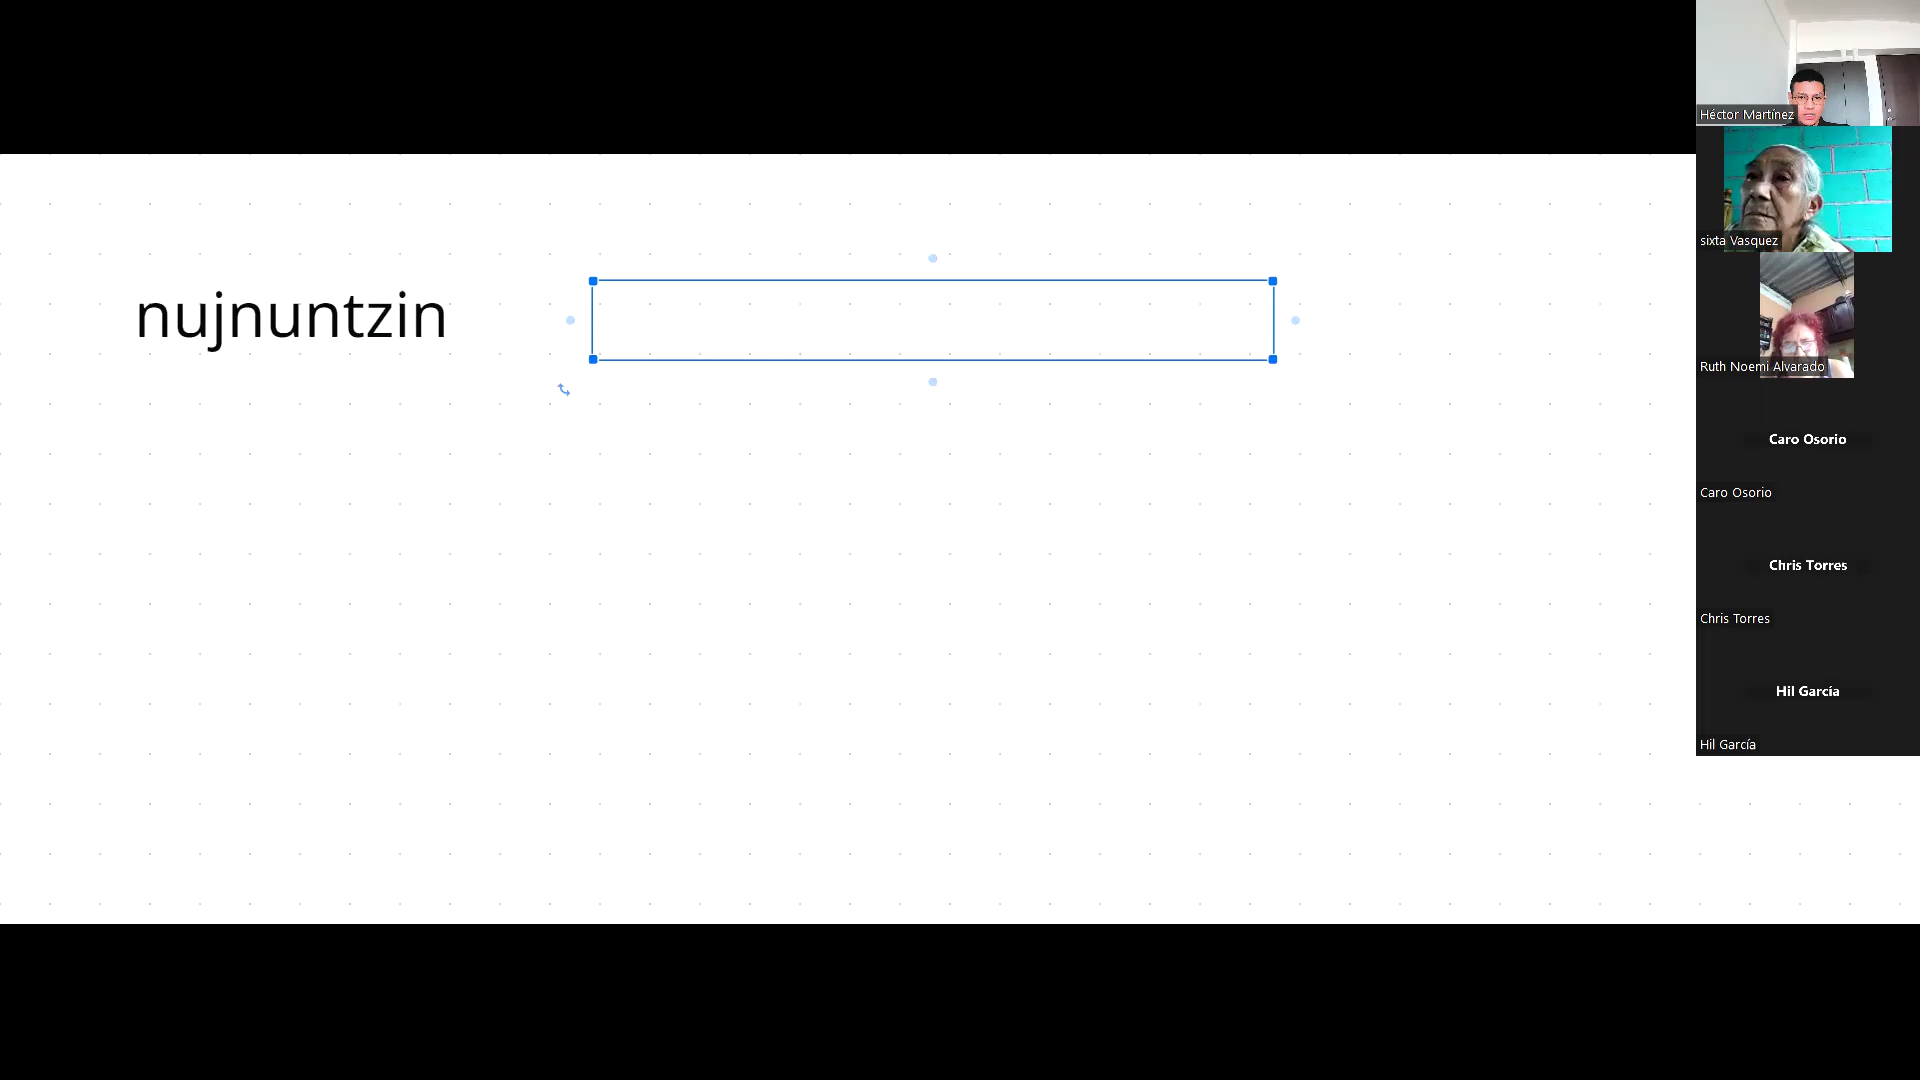 nujnuntzin
Héctor Martínez
sixta Vasquez
Ruth Noemi Alvarado
Caro Osorio
Caro Osorio
Chris Torres
Chris Torres
Hil García
Hil García